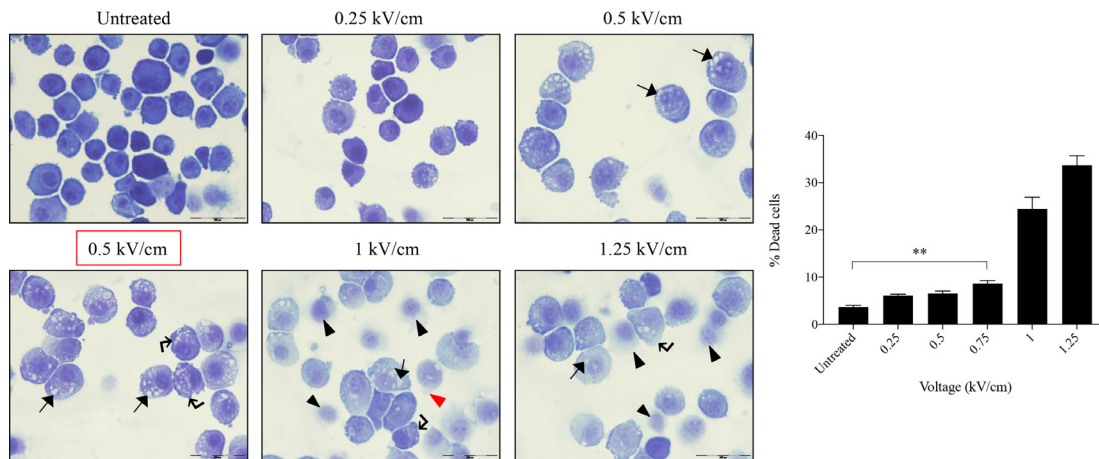 Untreated
0.25 kV/cm
0.5 kV/cm
0.5 kV/cm
1 kV/cm
1.25 kV/cm
% Dead cells
40
30
20
10
0
**
Untreated
0.25
0.5
0.75
1
1.25
Voltage (kV/cm)